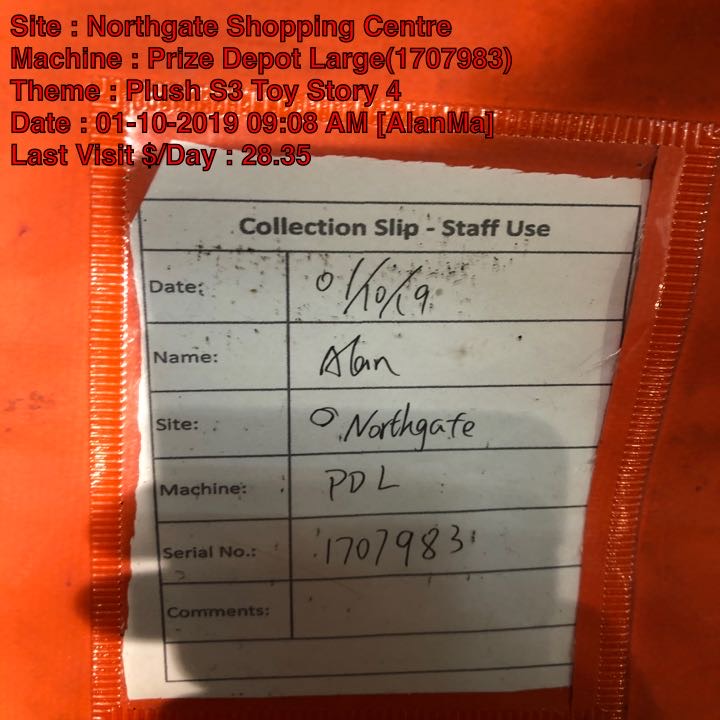 Site : Northgate Shopping Centre
Machine : Prize Depot Large(1707983)
Theme : Plush S3 Toy Story 4
Date : 01-10-2019 09:08 AM [AlanMa]
Last Visit $/Day : 28.35
Collection Slip - Staff Use
Date: 01/10/19
Name: Alan
Site: Northgate
Machine: PDL
Serial No.: 1707983
Comments: